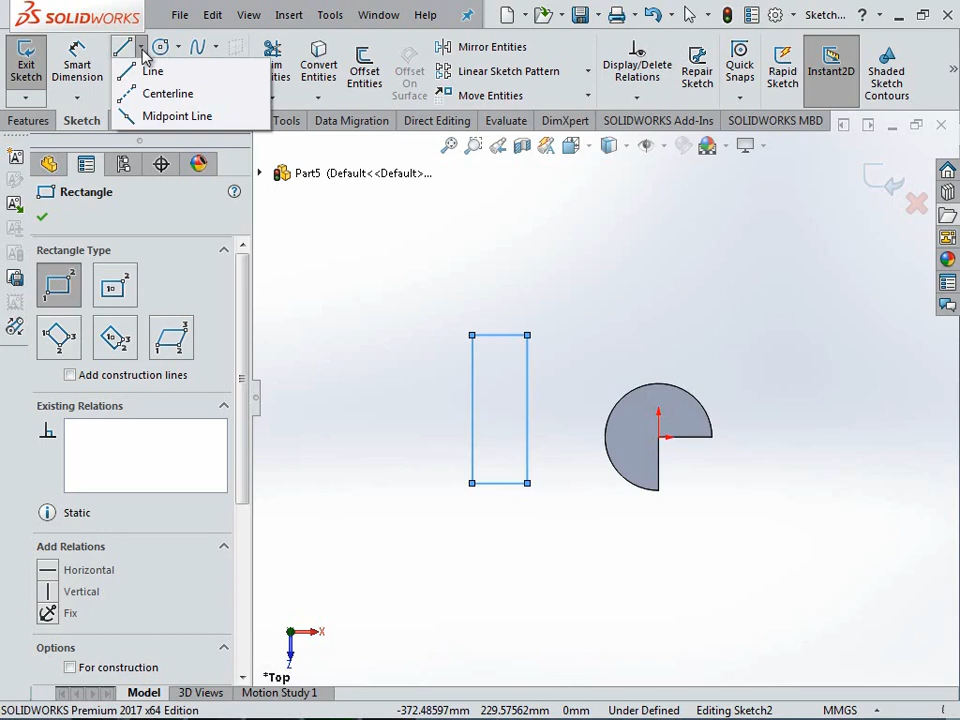 SOLIDWORKS
File
Edit
View
Insert
Tools
Window
Help
Sketch...
?
Exit
Sketch
Smart
Dimension
Line
Centerline
Midpoint Line
Entities
Convert
Entities
Offset
Entities
Offset
On
Surface
Mirror Entities
Linear Sketch Pattern
Move Entities
Display/Delete
Relations
Repair
Sketch
Quick
Snaps
Rapid
Sketch
Instant2D
Shaded
Sketch
Contours
Features
Sketch
Tools
Data Migration
Direct Editing
Evaluate
DimXpert
SOLIDWORKS Add-Ins
SOLIDWORKS MBD
Part5 (Default<<Default>...
Rectangle
Rectangle Type
Add construction lines
Existing Relations
Static
Add Relations
Horizontal
Vertical
Fix
Options
For construction
X
Z
*Top
Model
3D Views
Motion Study 1
SOLIDWORKS Premium 2017 x64 Edition
-372.48597mm
229.57562mm
0mm
Under Defined
Editing Sketch2
MMGS